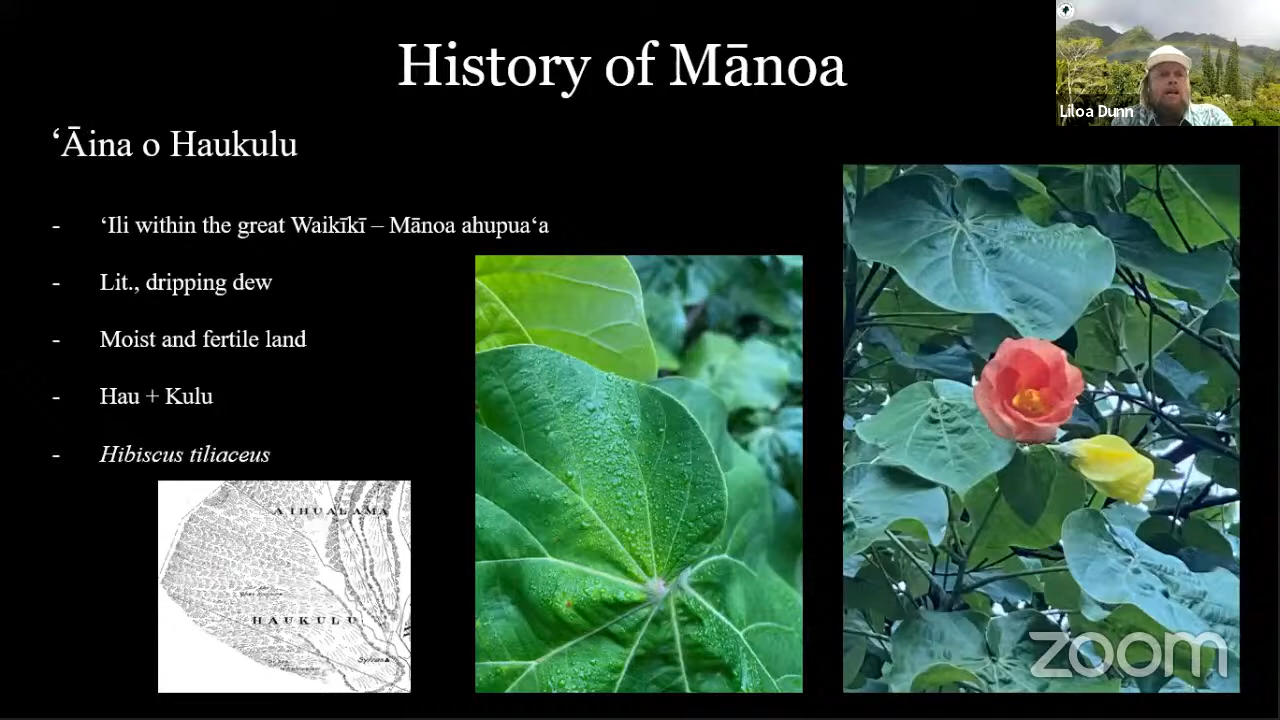 History of Mānoa
Liloa Dunn
ʻĀina o Haukulu
- ʻIli within the great Waikīkī – Mānoa ahupuaʻa
- Lit., dripping dew
- Moist and fertile land
- Hau + Kulu
- Hibiscus tiliaceus
AIHUALAMA
HAUKULU
zoom